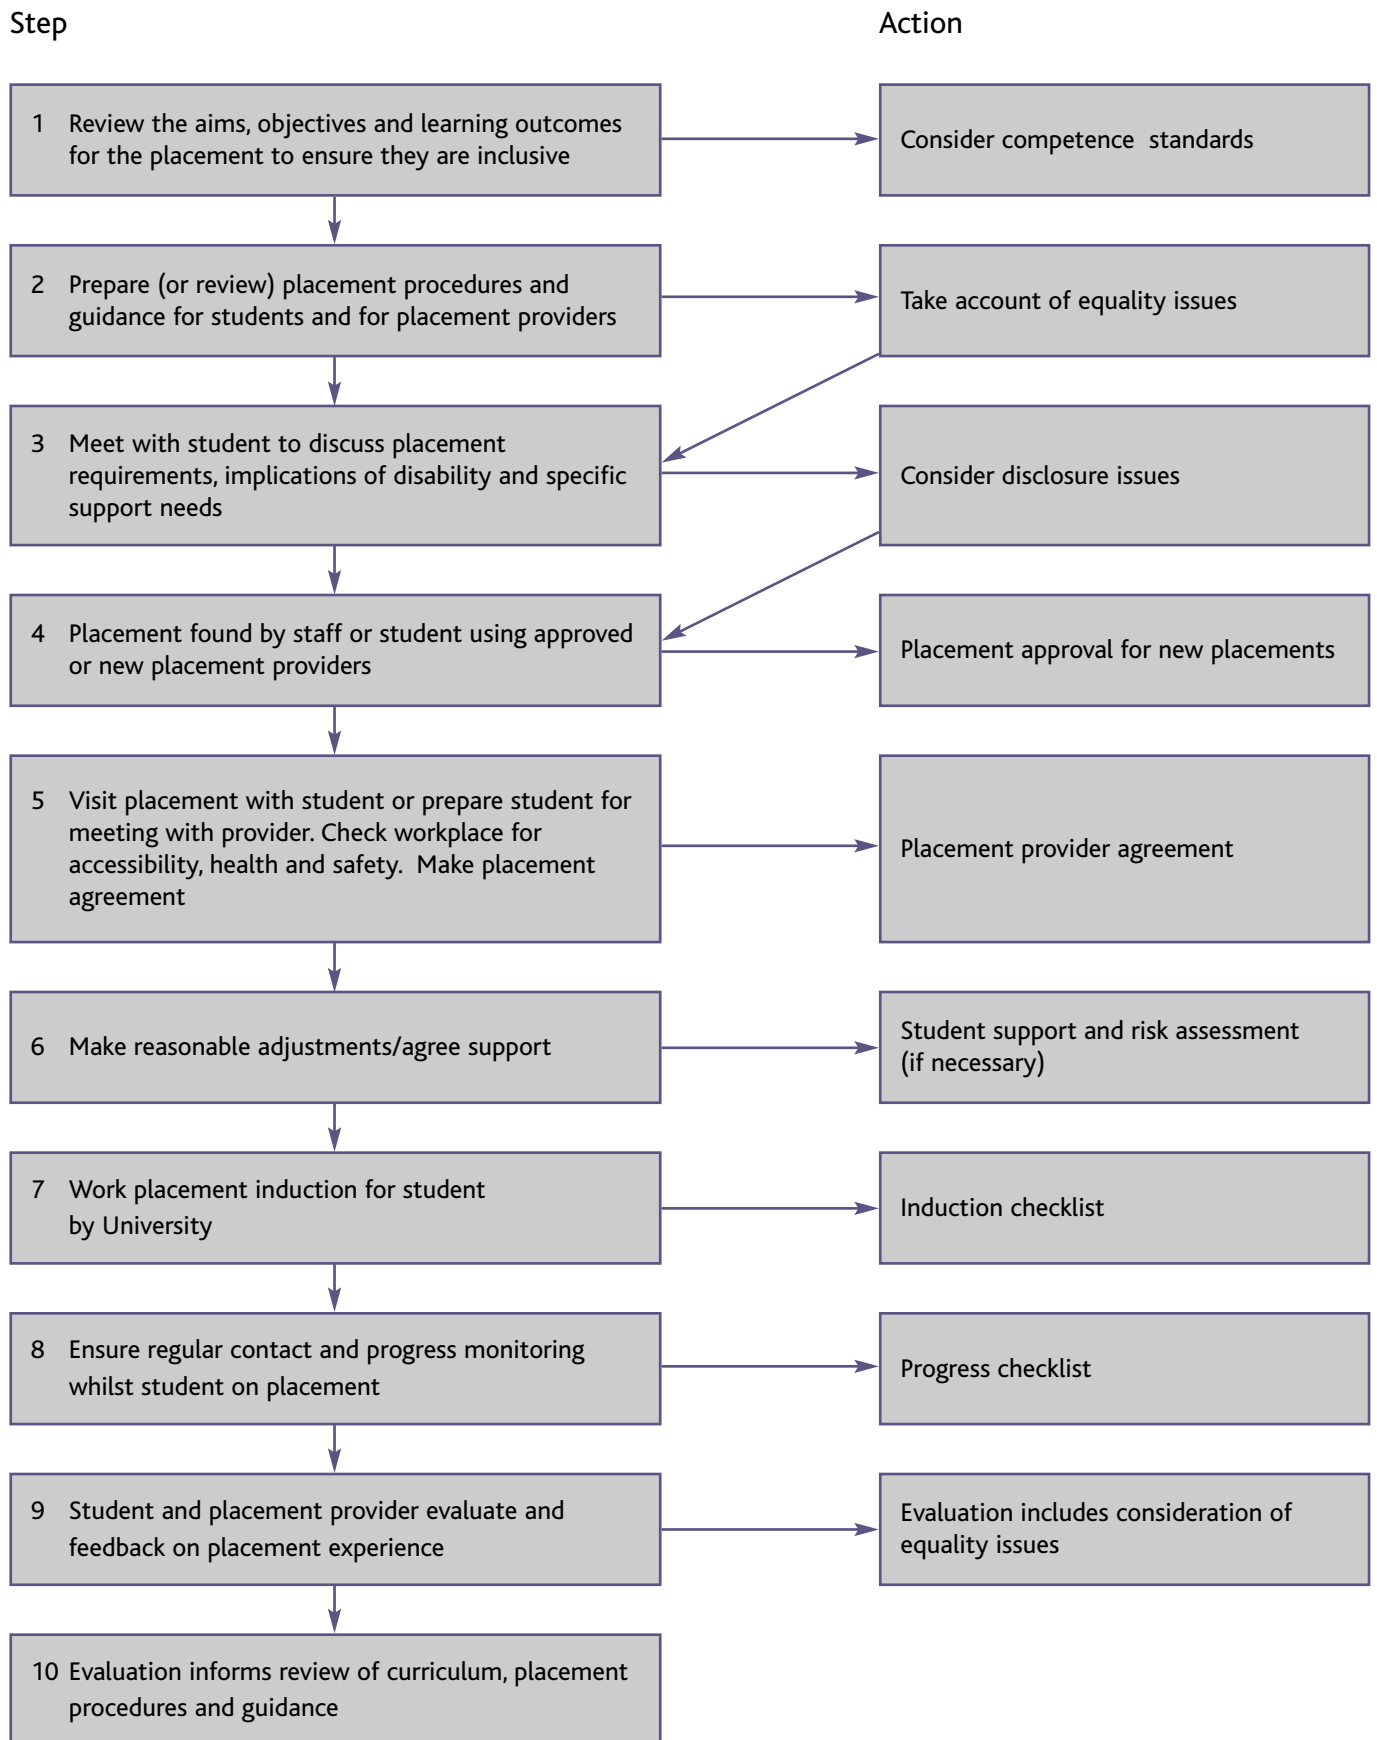 Step
Action
1 Review the aims, objectives and learning outcomes
for the placement to ensure they are inclusive
Consider competence standards
2 Prepare (or review) placement procedures and
guidance for students and for placement providers
Take account of equality issues
3 Meet with student to discuss placement
requirements, implications of disability and specific
support needs
Consider disclosure issues
4 Placement found by staff or student using approved
or new placement providers
Placement approval for new placements
5 Visit placement with student or prepare student for
meeting with provider. Check workplace for
accessibility, health and safety. Make placement
agreement
Placement provider agreement
6 Make reasonable adjustments/agree support
Student support and risk assessment
(if necessary)
7 Work placement induction for student
by University
Induction checklist
8 Ensure regular contact and progress monitoring
whilst student on placement
Progress checklist
9 Student and placement provider evaluate and
feedback on placement experience
Evaluation includes consideration of
equality issues
10 Evaluation informs review of curriculum, placement
procedures and guidance